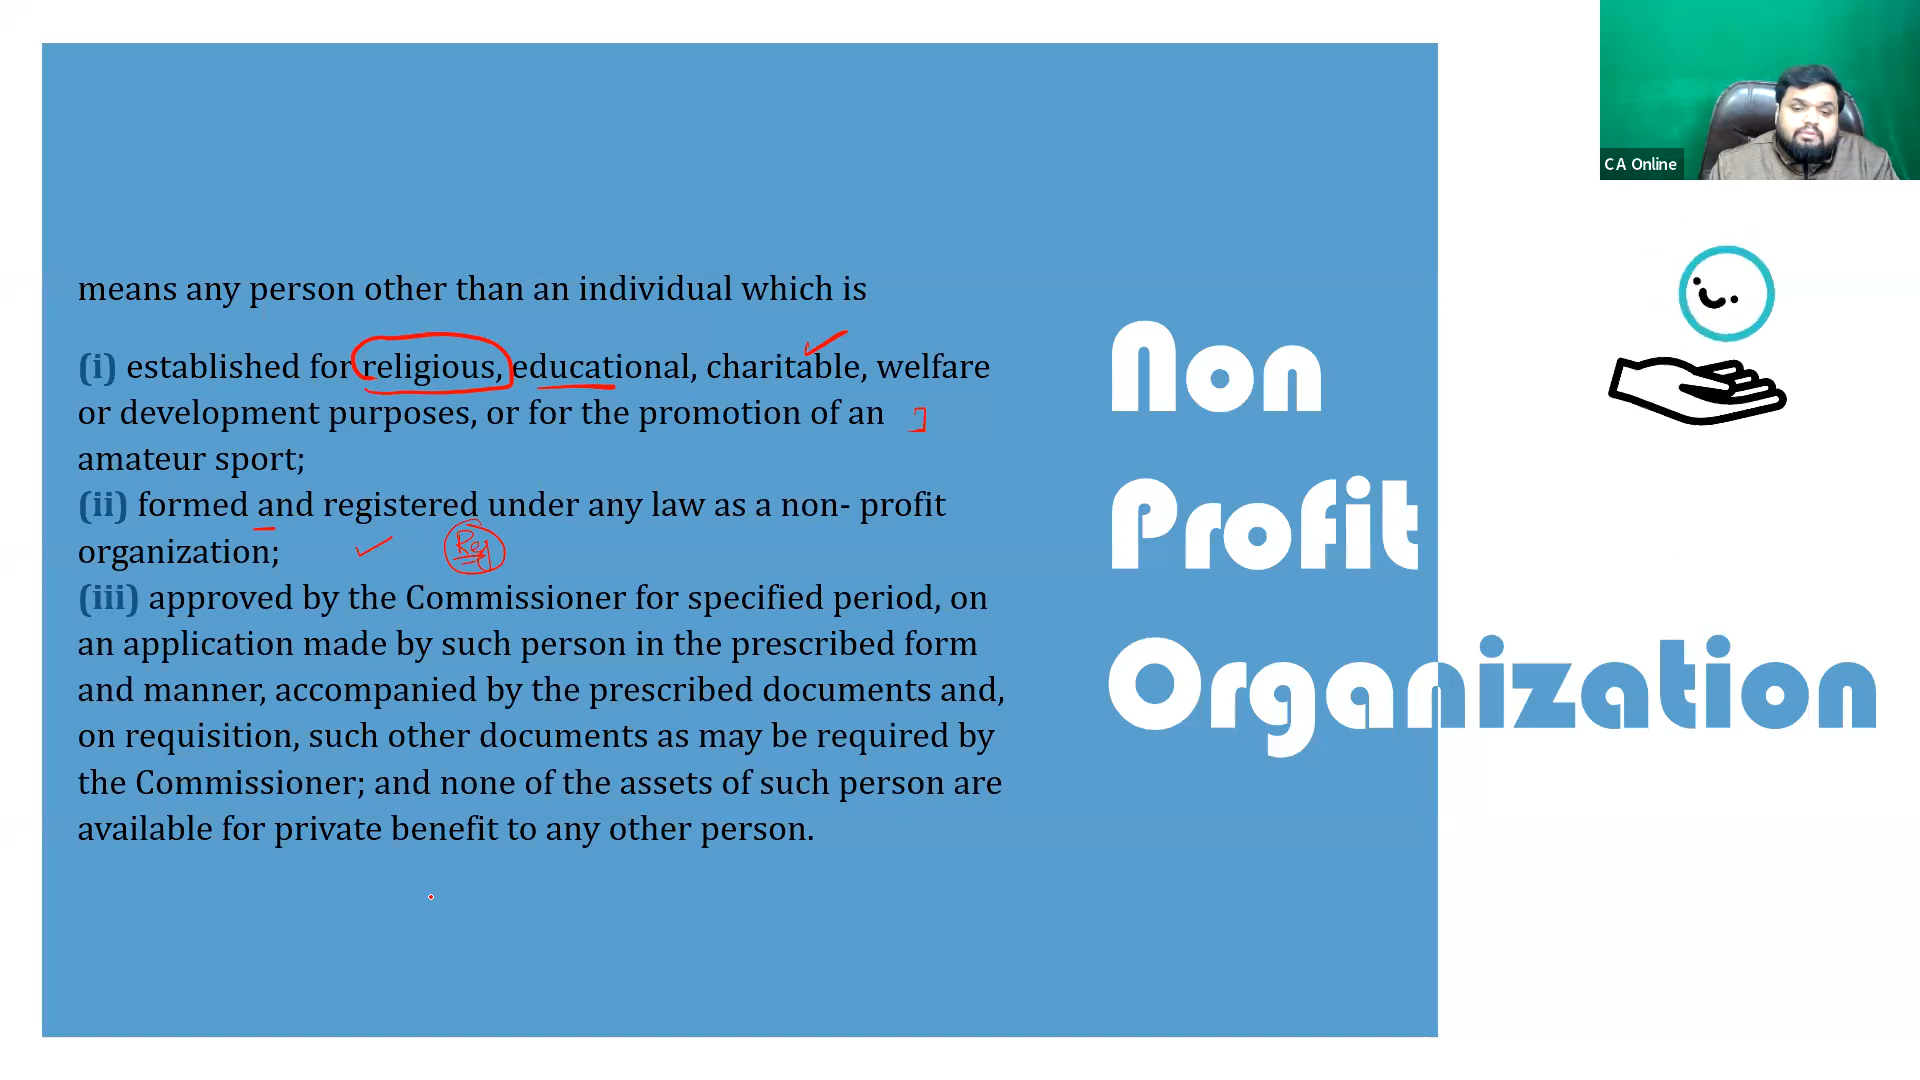 means any person other than an individual which is
(i) established for religious, educational, charitable, welfare
or development purposes, or for the promotion of an
amateur sport;
(ii) formed and registered under any law as a non- profit
organization;
Reg
(iii) approved by the Commissioner for specified period, on
an application made by such person in the prescribed form
and manner, accompanied by the prescribed documents and,
on requisition, such other documents as may be required by
the Commissioner; and none of the assets of such person are
available for private benefit to any other person.
Non
Profit
Organization
C A Online